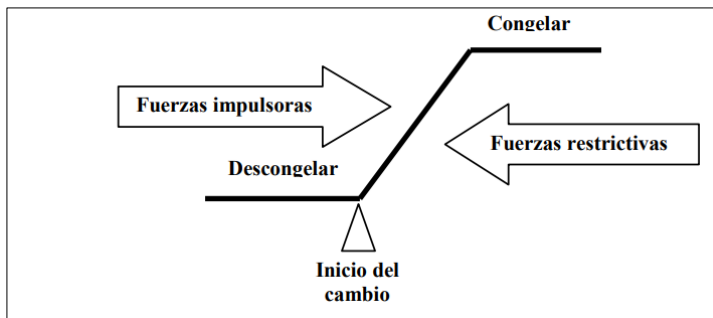 Congelar
Fuerzas impulsoras
Fuerzas restrictivas
Descongelar
Inicio del
cambio